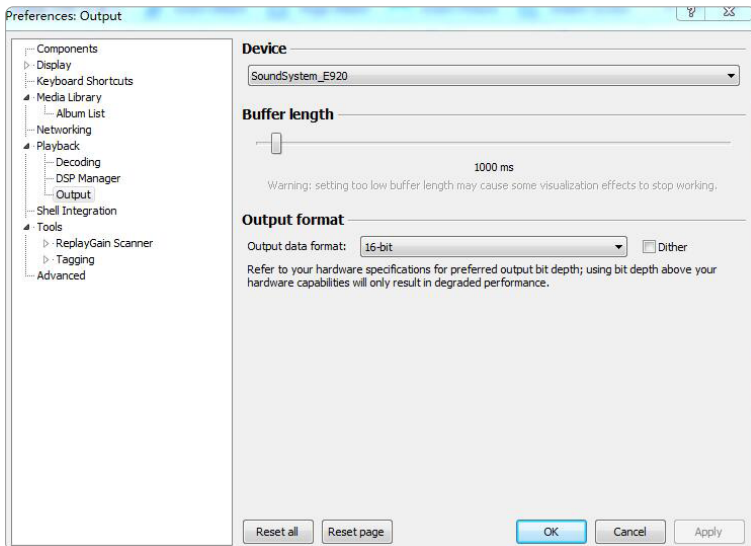 Preferences: Output
Components
Display
Keyboard Shortcuts
Media Library
Album List
Networking
Playback
Decoding
DSP Manager
Output
Shell Integration
Tools
ReplayGain Scanner
Tagging
Advanced
Device
SoundSystem_E920
Buffer length
1000 ms
Warning: setting too low buffer length may cause some visualization effects to stop working.
Output format
Output data format: 16-bit Dither
Refer to your hardware specifications for preferred output bit depth; using bit depth above your
hardware capabilities will only result in degraded performance.
Reset all Reset page OK Cancel Apply